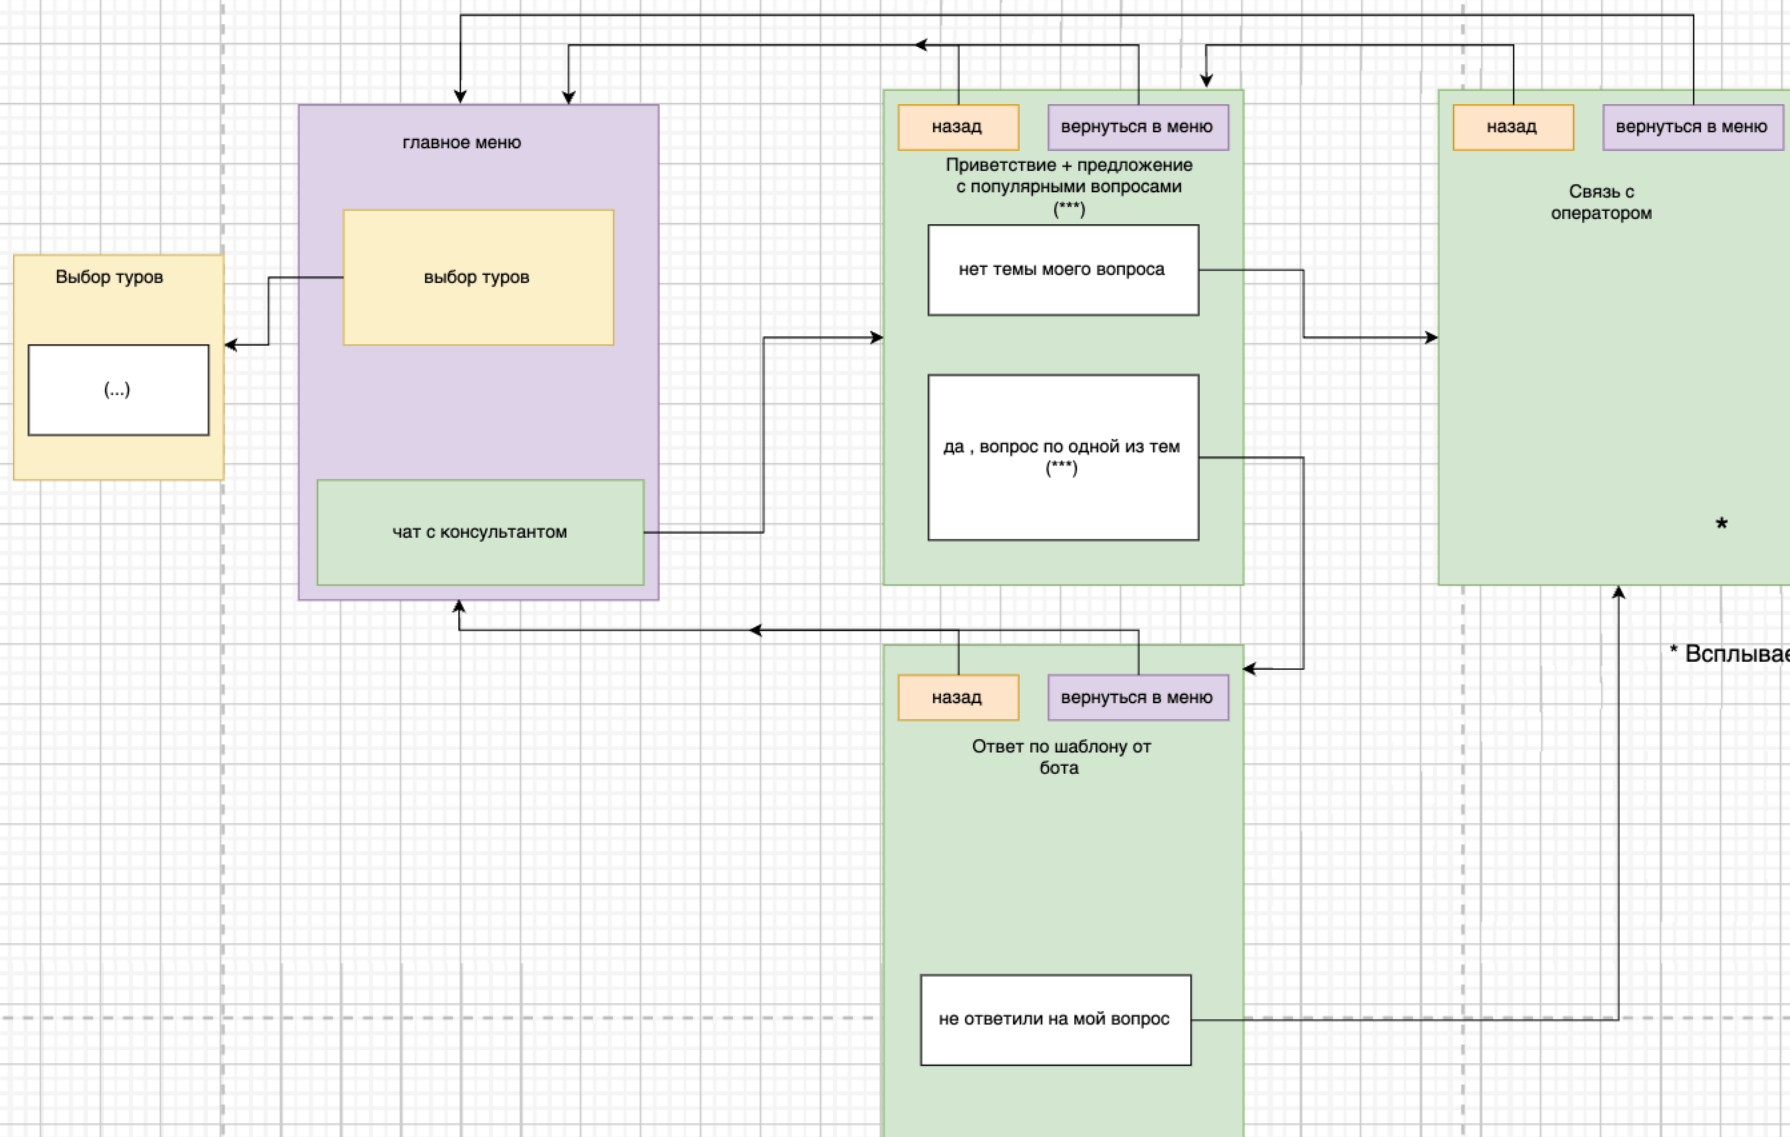 главное меню
выбор туров
чат с консультантом
Выбор туров
(...)
назад
вернуться в меню
Приветствие + предложение
с популярными вопросами
(***)
нет темы моего вопроса
да , вопрос по одной из тем
(***)
назад
вернуться в меню
Связь с
оператором
*
* Всплывае
назад
вернуться в меню
Ответ по шаблону от
бота
не ответили на мой вопрос